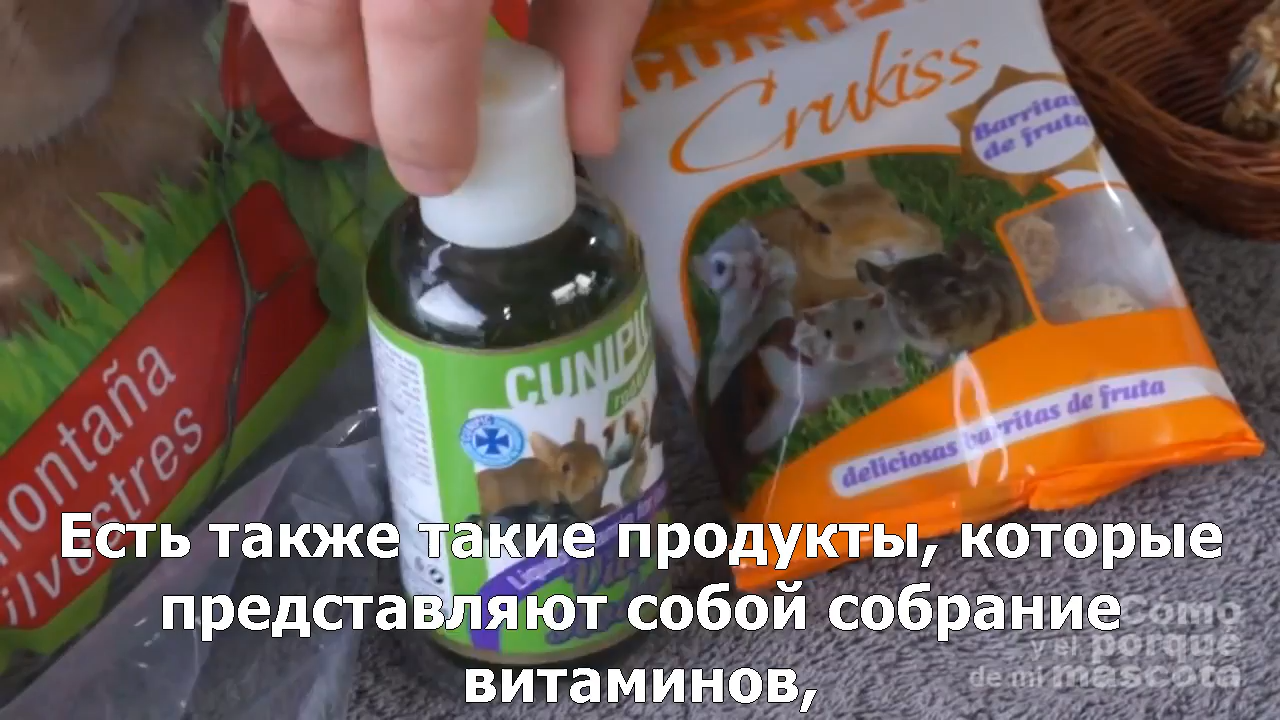 CUNIPIC
Crukiss
Barritas
de fruta
deliciosas barritas de fruta
montaña
silvestres
CUNIPIC
Есть также такие продукты, которые
представляют собой собрание
витаминов,
Cómo
y el porqué
de mi mascota